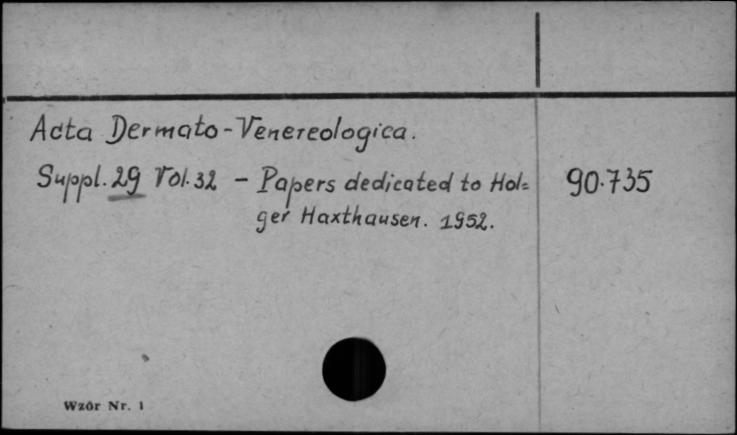 Acta Dermato-Venereologica.
Suppl. 29 Vol. 32 - Papers dedicated to Hol= 90.735
ger Haxthausen. 1952.
Wzór Nr. 1